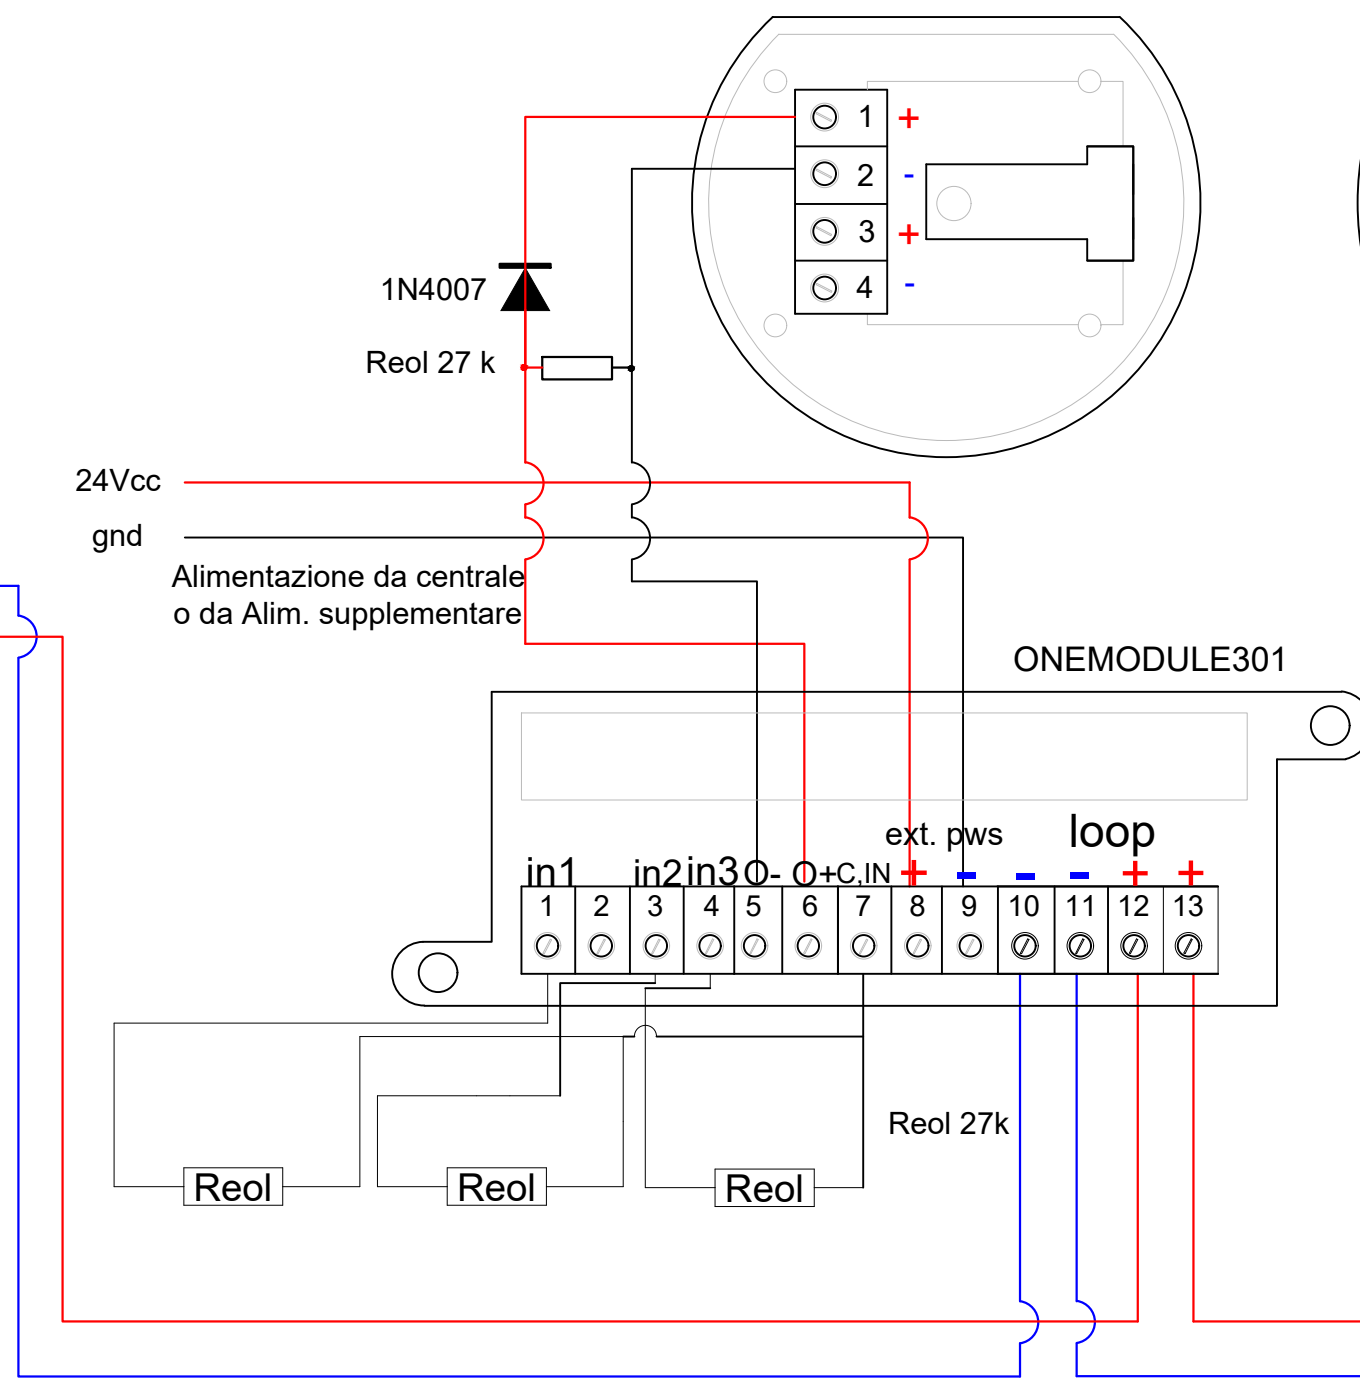 1 +
2 -
3 +
4 -
1N4007
Reol 27 k
24Vcc
gnd
Alimentazione da centrale
o da Alim. supplementare
ONEMODULE301
ext. pws
loop
in1 in2 in3 O- O+ C,IN + - - - + +
1 2 3 4 5 6 7 8 9 10 11 12 13
Reol 27k
Reol Reol Reol